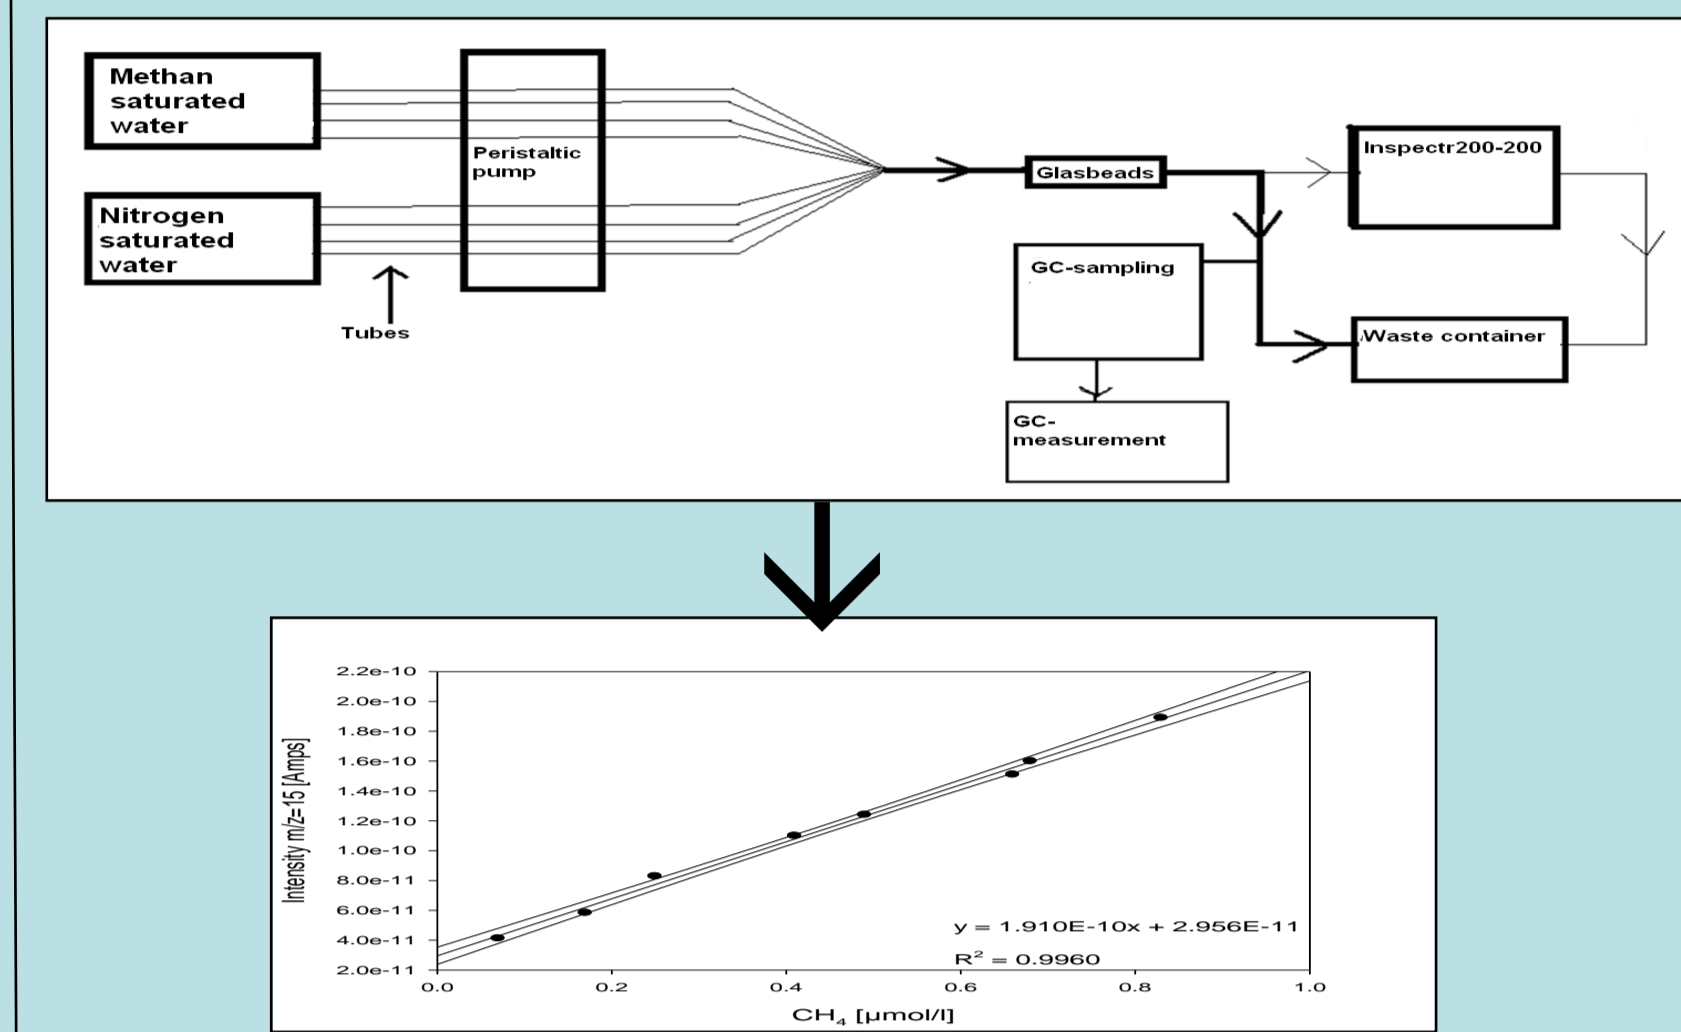 Methan
saturated
water
Nitrogen
saturated
water
Tubes
Peristaltic
pump
Glasbeads
GC-sampling
GC-
measurement
Inspectr200-200
Waste container
2.2e-10
2.0e-10
1.8e-10
1.6e-10
1.4e-10
1.2e-10
1.0e-10
8.0e-11
6.0e-11
4.0e-11
2.0e-11
Intensity m/z=15 [Amps]
y = 1.910E-10x + 2.956E-11
R² = 0.9960
0.0 0.2 0.4 0.6 0.8 1.0
CH₄ [µmol/l]